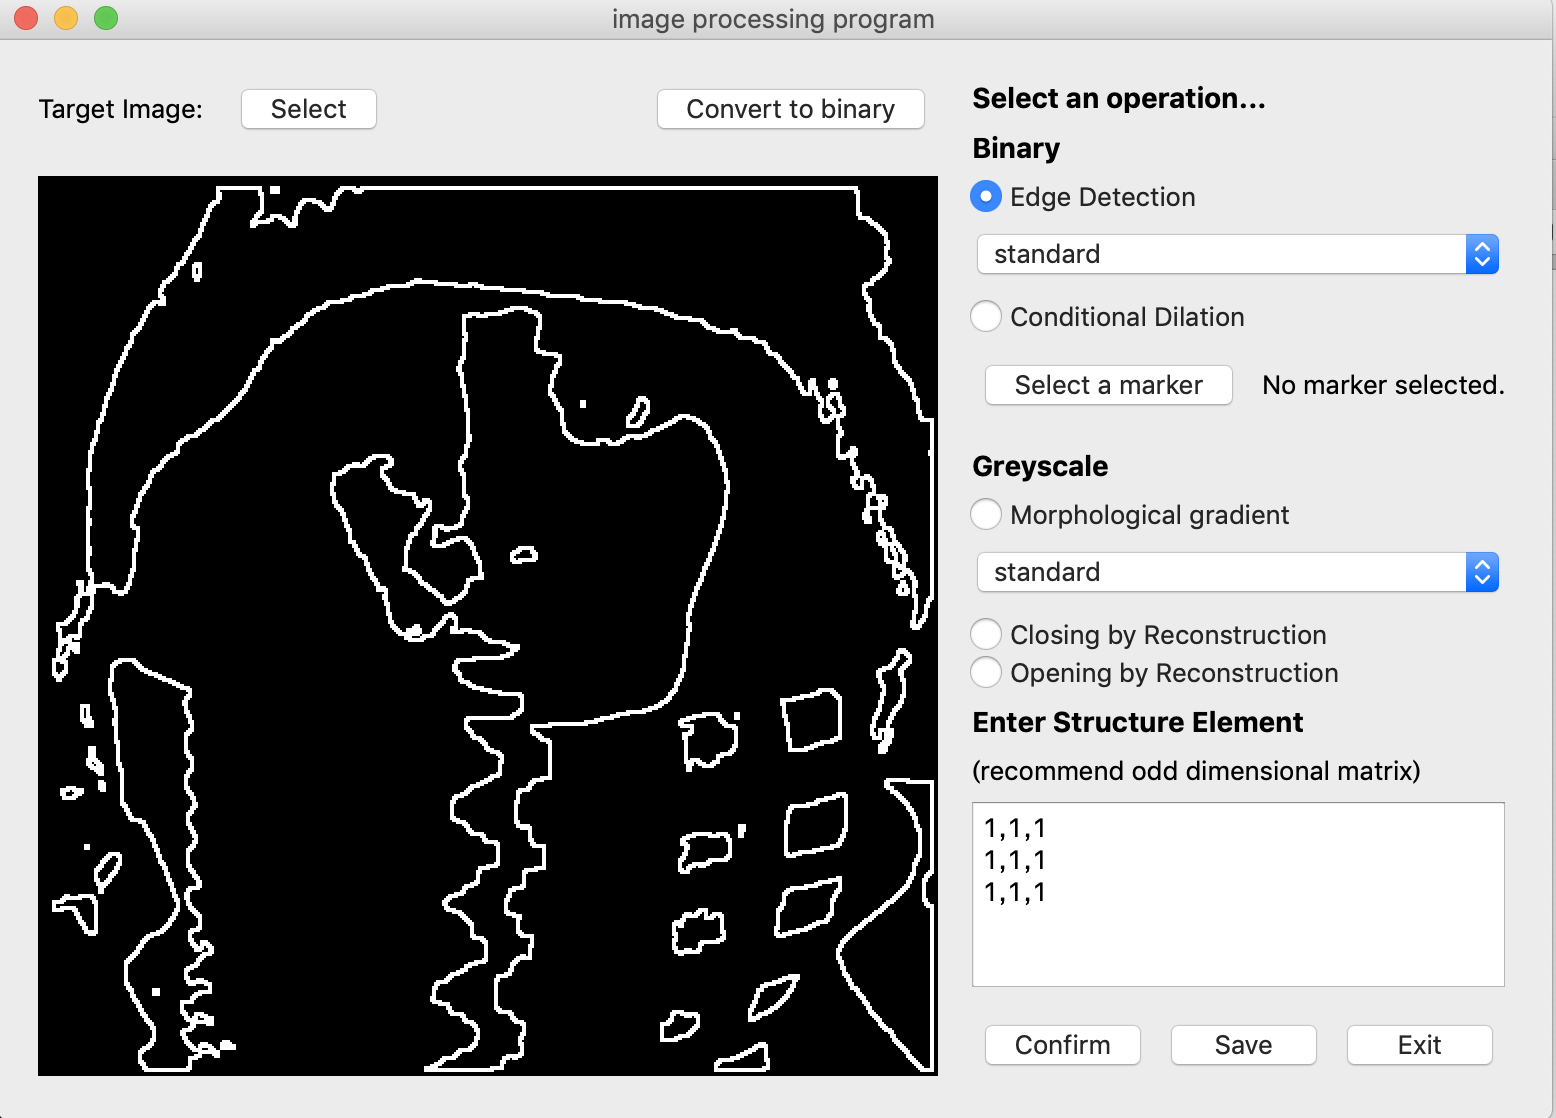 image processing program
Target Image:
Select
Convert to binary
Select an operation...
Binary
Edge Detection
standard
Conditional Dilation
Select a marker
No marker selected.
Greyscale
Morphological gradient
standard
Closing by Reconstruction
Opening by Reconstruction
Enter Structure Element
(recommend odd dimensional matrix)
1,1,1
1,1,1
1,1,1
Confirm
Save
Exit